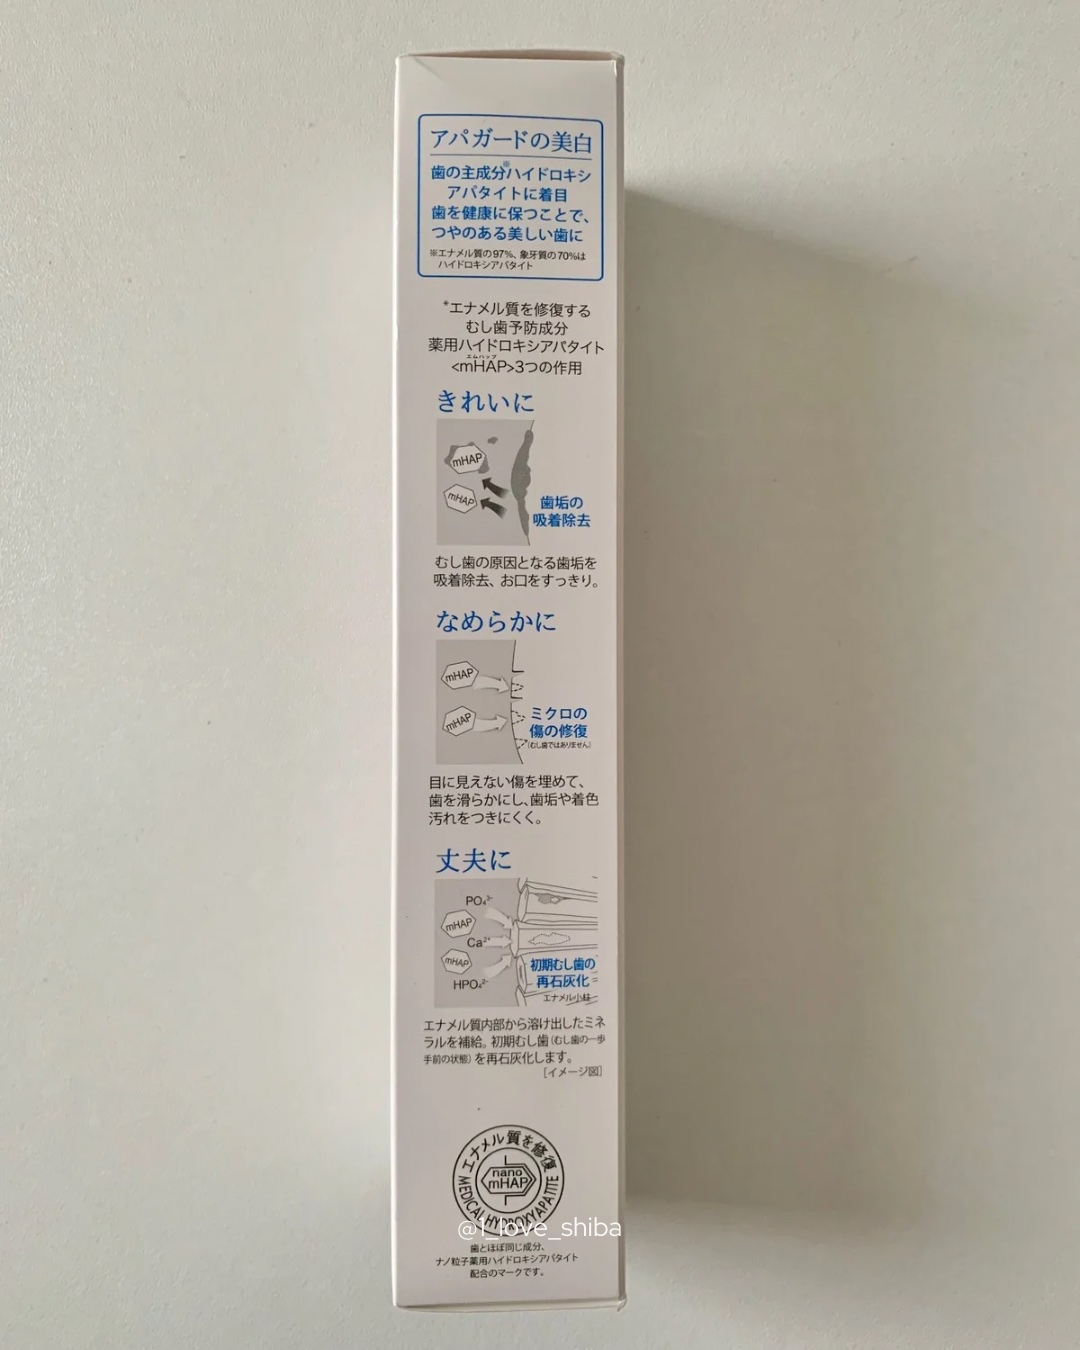 アパガードの美白
歯の主成分※ハイドロキシ
アパタイトに着目
歯を健康に保つことで、
つやのある美しい歯に
※エナメル質の97%、象牙質の70%は
ハイドロキシアパタイト
*エナメル質を修復する
むし歯予防成分
薬用ハイドロキシアパタイト
エムハップ
<mHAP>3つの作用
きれいに
mHAP
mHAP
歯垢の
吸着除去
むし歯の原因となる歯垢を
吸着除去、お口をすっきり。
なめらかに
mHAP
mHAP
ミクロの
傷の修復
(むし歯ではありません)
目に見えない傷を埋めて、
歯を滑らかにし、歯垢や着色
汚れをつきにくく。
丈夫に
PO₄³⁻
mHAP
Ca²⁺
mHAP
HPO₄²⁻
初期むし歯の
再石灰化
エナメル小柱
エナメル質内部から溶け出したミネ
ラルを補給。初期むし歯(むし歯の一歩
手前の状態)を再石灰化します。
[イメージ図]
エナメル質を修復
nano
mHAP
MEDICAL HYDROXYAPATITE
@1_love_shiba
歯とほぼ同じ成分、
ナノ粒子薬用ハイドロキシアパタイト
配合のマークです。